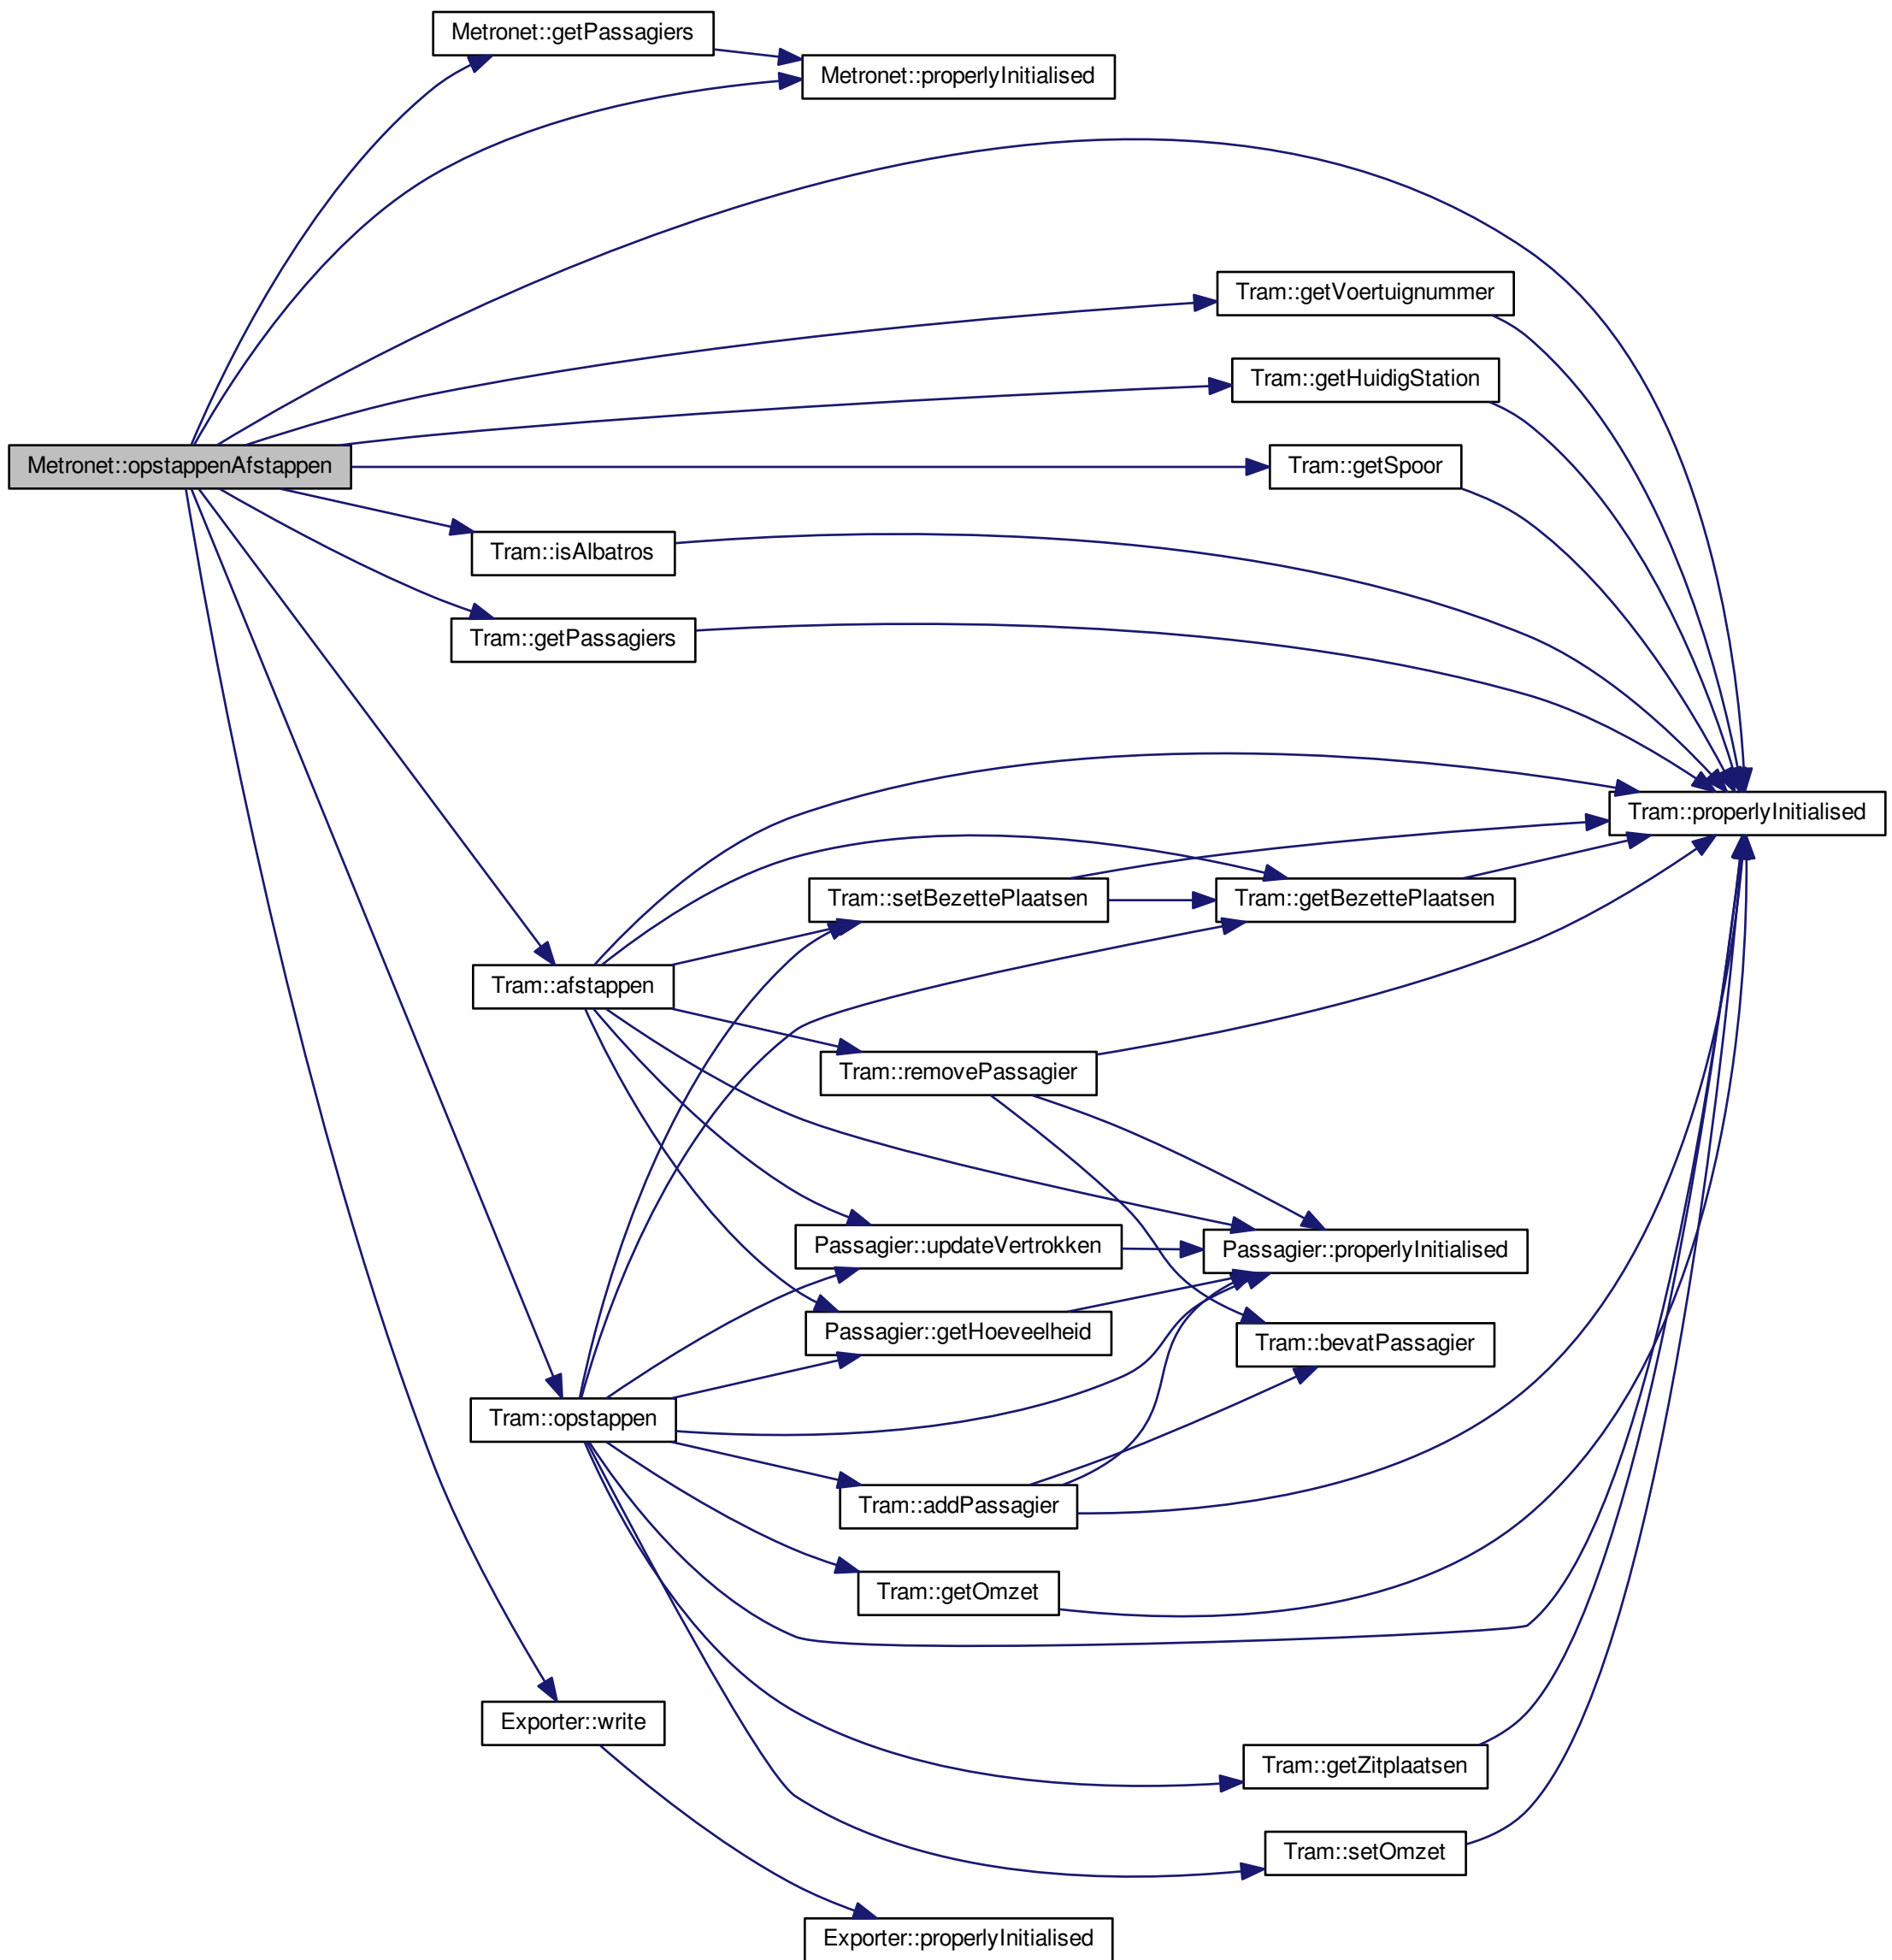 Metronet::getPassagiers
Metronet::properlyInitialised
Tram::getVoertuignummer
Tram::getHuidigStation
Metronet::opstappenAfstappen
Tram::getSpoor
Tram::isAlbatros
Tram::getPassagiers
Tram::properlyInitialised
Tram::setBezettePlaatsen
Tram::getBezettePlaatsen
Tram::afstappen
Tram::removePassagier
Passagier::updateVertrokken
Passagier::properlyInitialised
Passagier::getHoeveelheid
Tram::bevatPassagier
Tram::opstappen
Tram::addPassagier
Tram::getOmzet
Exporter::write
Tram::getZitplaatsen
Tram::setOmzet
Exporter::properlyInitialised